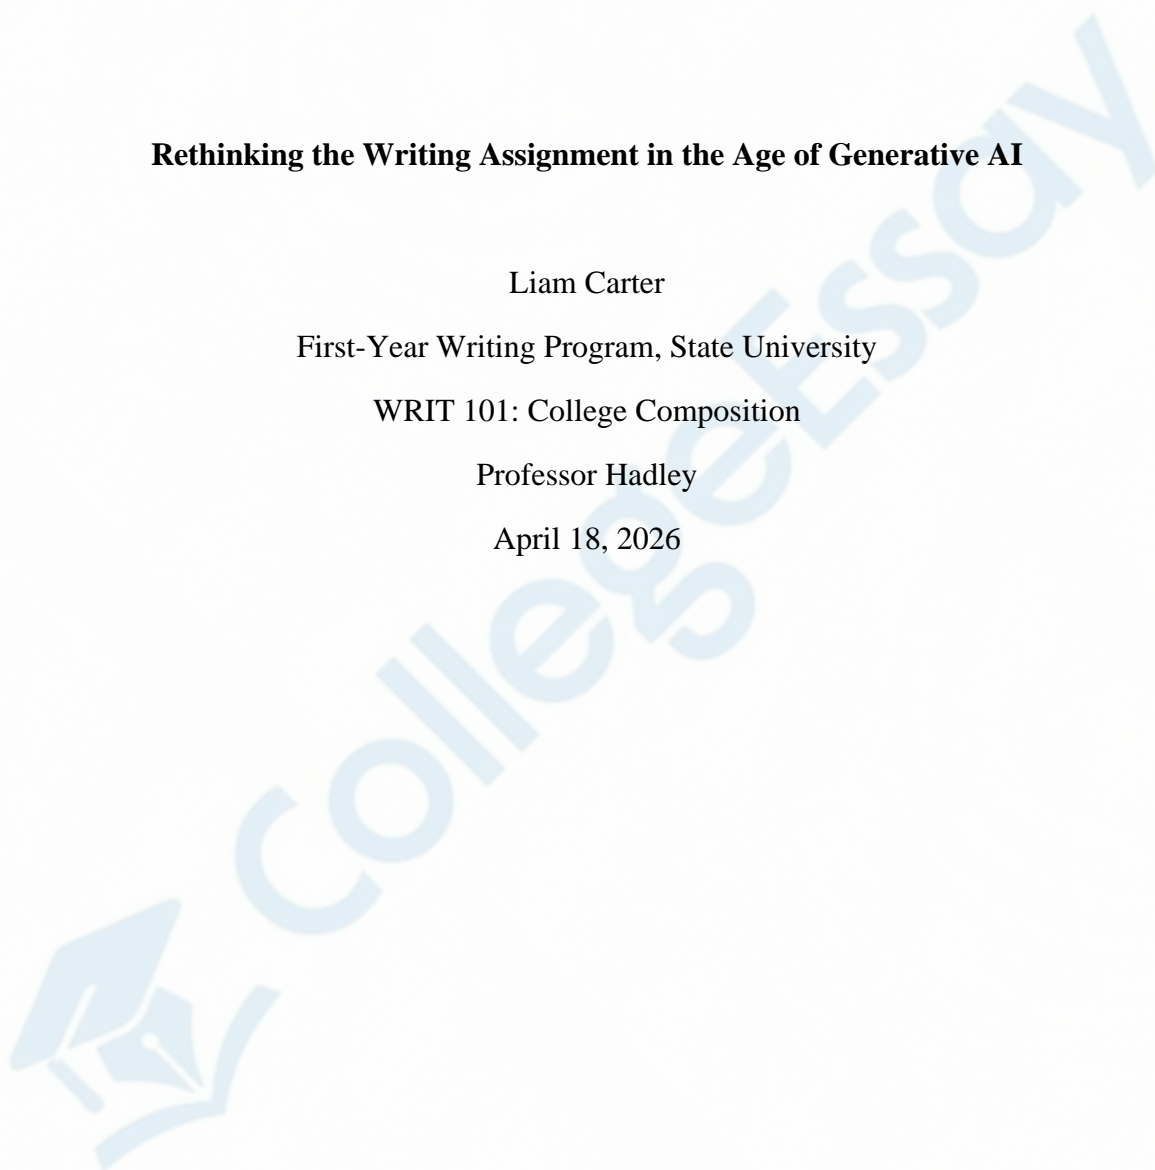 Rethinking the Writing Assignment in the Age of Generative AI
Liam Carter
First-Year Writing Program, State University
WRIT 101: College Composition
Professor Hadley
April 18, 2026
CollegeEssay